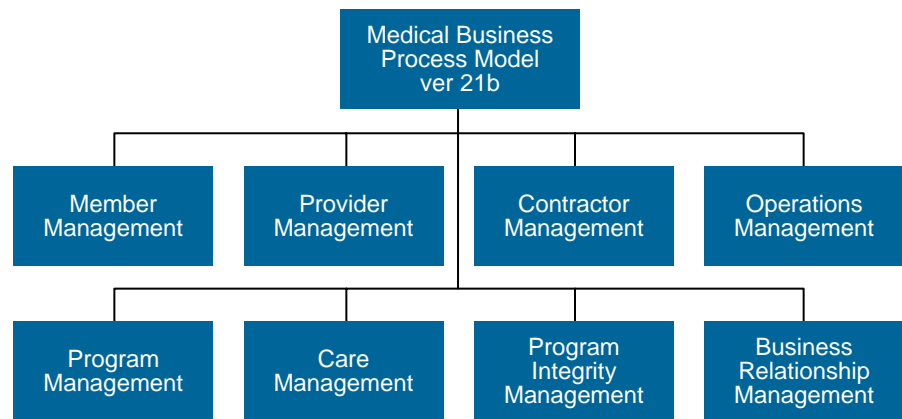 Medical Business
Process Model
ver 21b
Member
Management
Provider
Management
Contractor
Management
Operations
Management
Program
Management
Care
Management
Program
Integrity
Management
Business
Relationship
Management